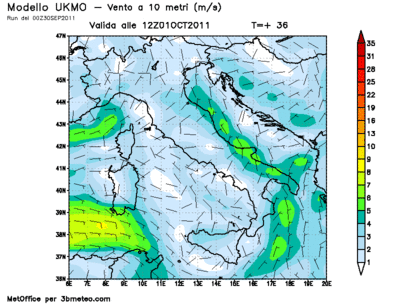 Modello UKMO – Vento a 10 metri (m/s)
Run del 00Z30SEP2011
Valida alle 12Z01OCT2011 T=+ 36
47N
46N
45N
44N
43N
42N
41N
40N
39N
38N
37N
36N
35N
6E 7E 8E 9E 10E 11E 12E 13E 14E 15E 16E 17E 18E 19E 20E
35
31
28
25
22
19
16
13
10
9
8
7
6
5
4
3
2
1
MetOffice per 3bmeteo.com